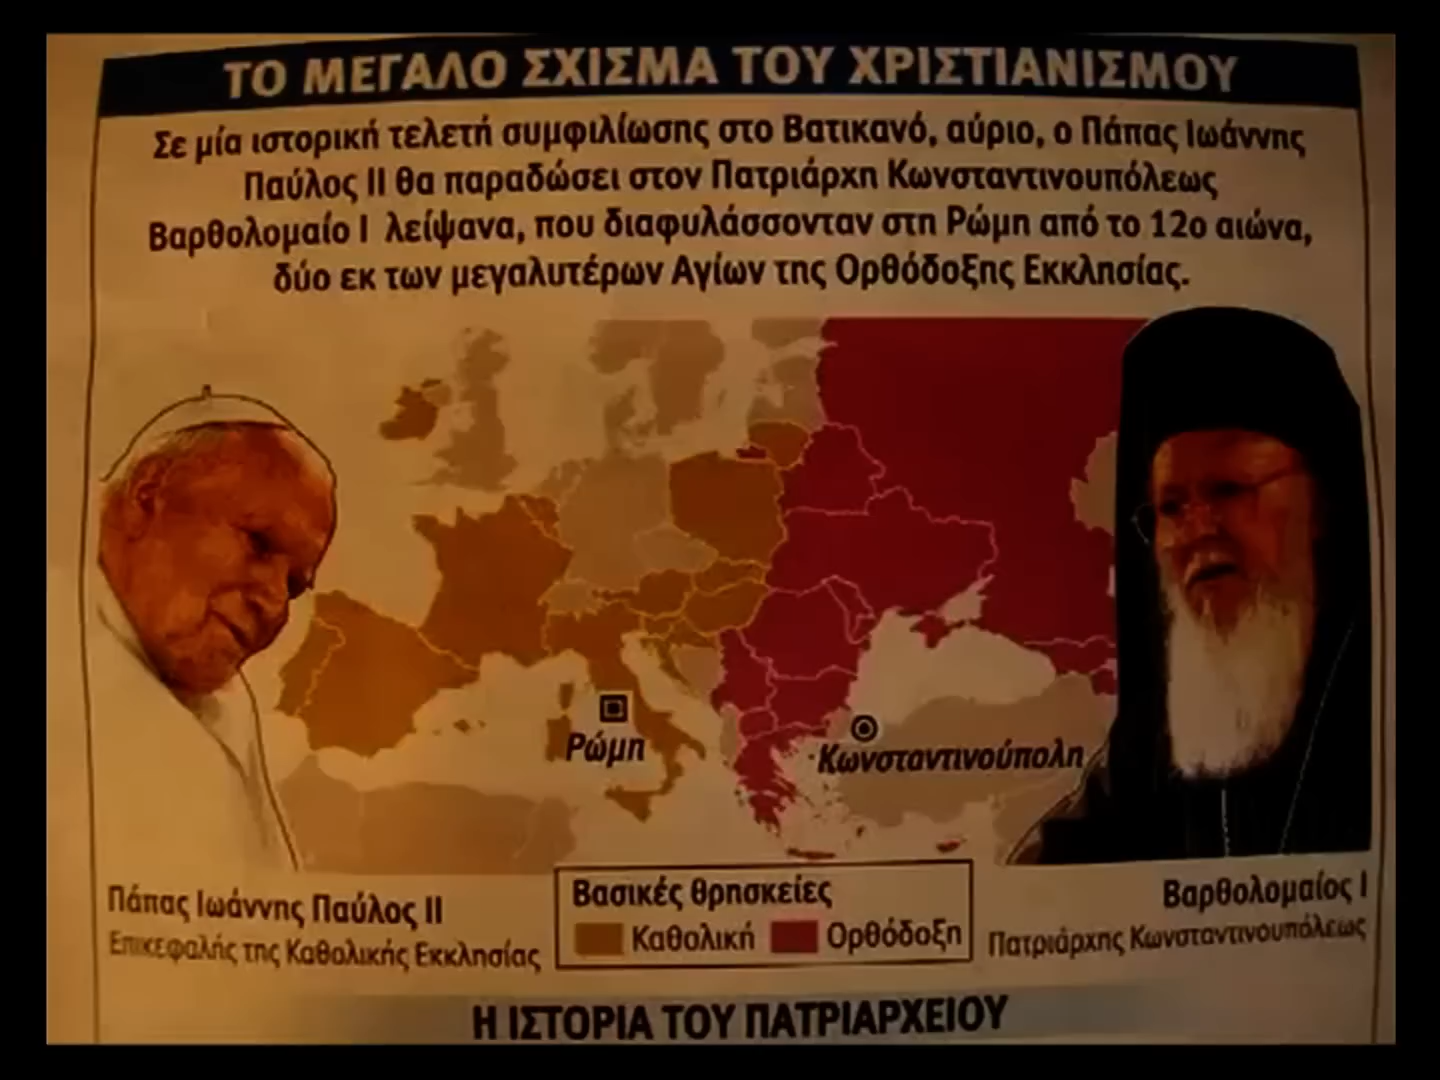 ΤΟ ΜΕΓΑΛΟ ΣΧΙΣΜΑ ΤΟΥ ΧΡΙΣΤΙΑΝΙΣΜΟΥ
Σε μία ιστορική τελετή συμφιλίωσης στο Βατικανό, αύριο, ο Πάπας Ιωάννης
Παύλος ΙΙ θα παραδώσει στον Πατριάρχη Κωνσταντινουπόλεως
Βαρθολομαίο Ι λείψανα, που διαφυλάσσονταν στη Ρώμη από το 12ο αιώνα,
δύο εκ των μεγαλυτέρων Αγίων της Ορθόδοξης Εκκλησίας.
Ρώμη
Κωνσταντινούπολη
Πάπας Ιωάννης Παύλος ΙΙ
Επικεφαλής της Καθολικής Εκκλησίας
Βασικές θρησκείες
Καθολική Ορθόδοξη
Βαρθολομαίος Ι
Πατριάρχης Κωνσταντινουπόλεως
Η ΙΣΤΟΡΙΑ ΤΟΥ ΠΑΤΡΙΑΡΧΕΙΟΥ